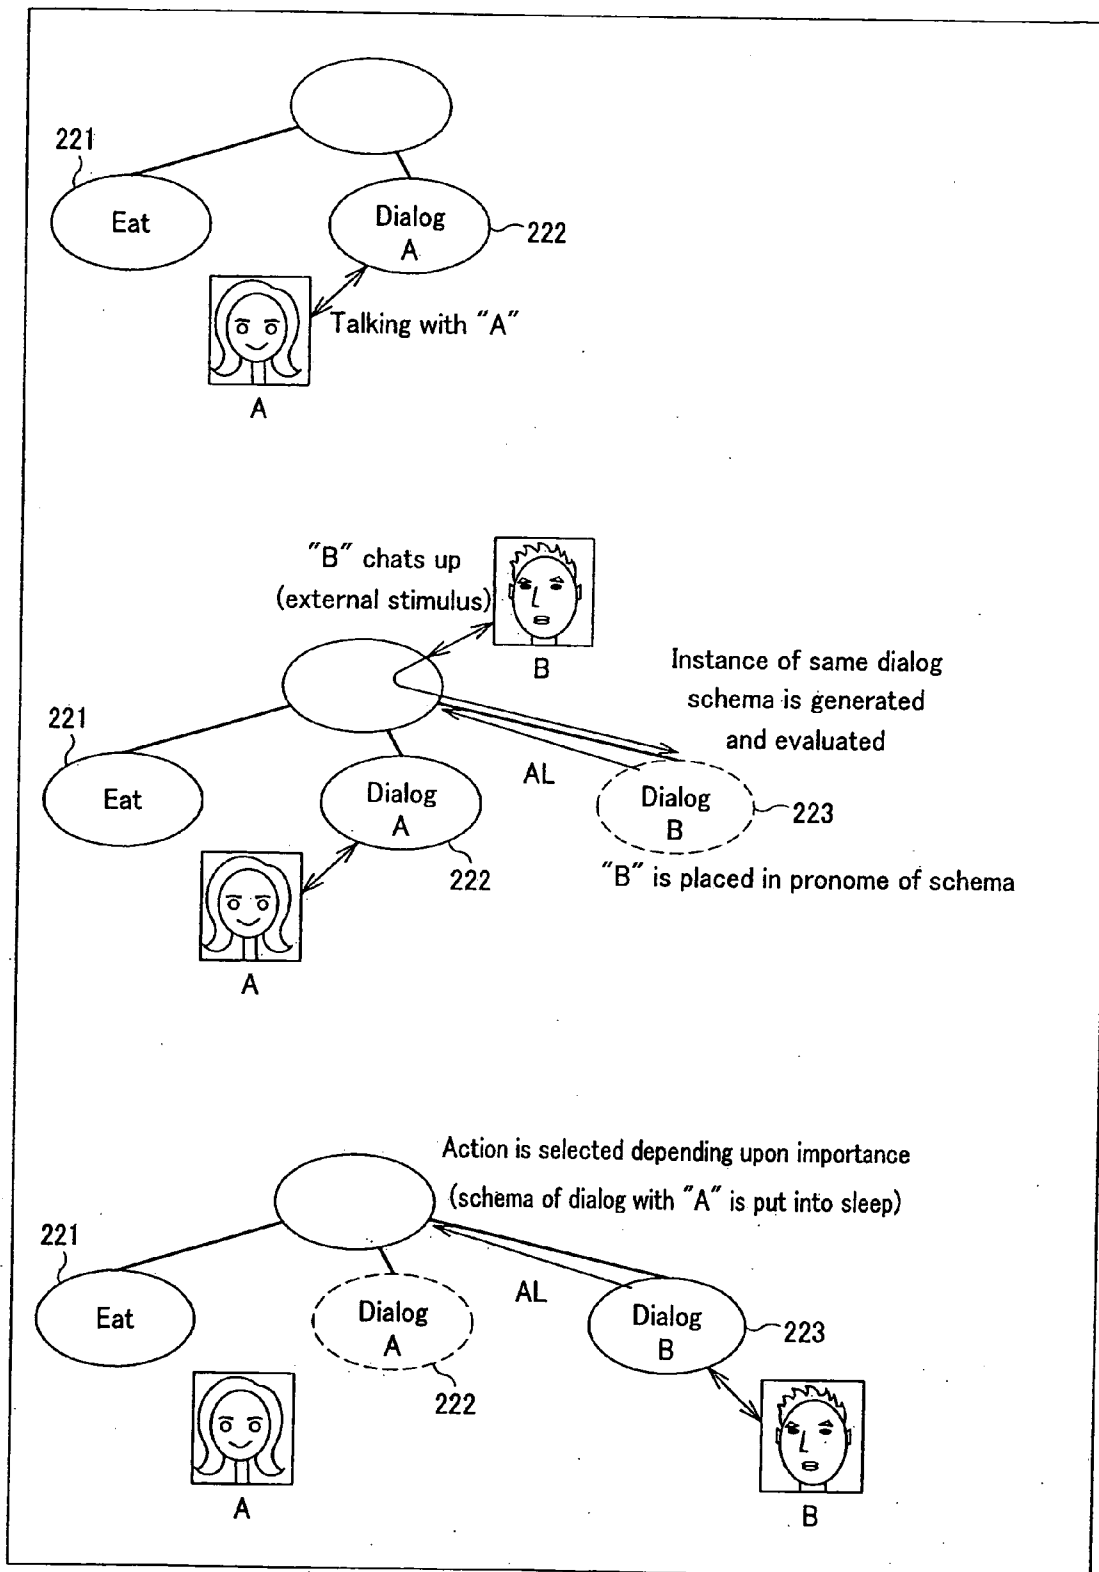 221
Eat
Dialog
A
222
Talking with "A"
A
"B" chats up
(external stimulus)
B
Instance of same dialog
schema is generated
and evaluated
221
Eat
Dialog
A
222
AL
Dialog
B
223
"B" is placed in pronome of schema
A
Action is selected depending upon importance
(schema of dialog with "A" is put into sleep)
221
Eat
Dialog
A
222
AL
Dialog
B
223
A
B